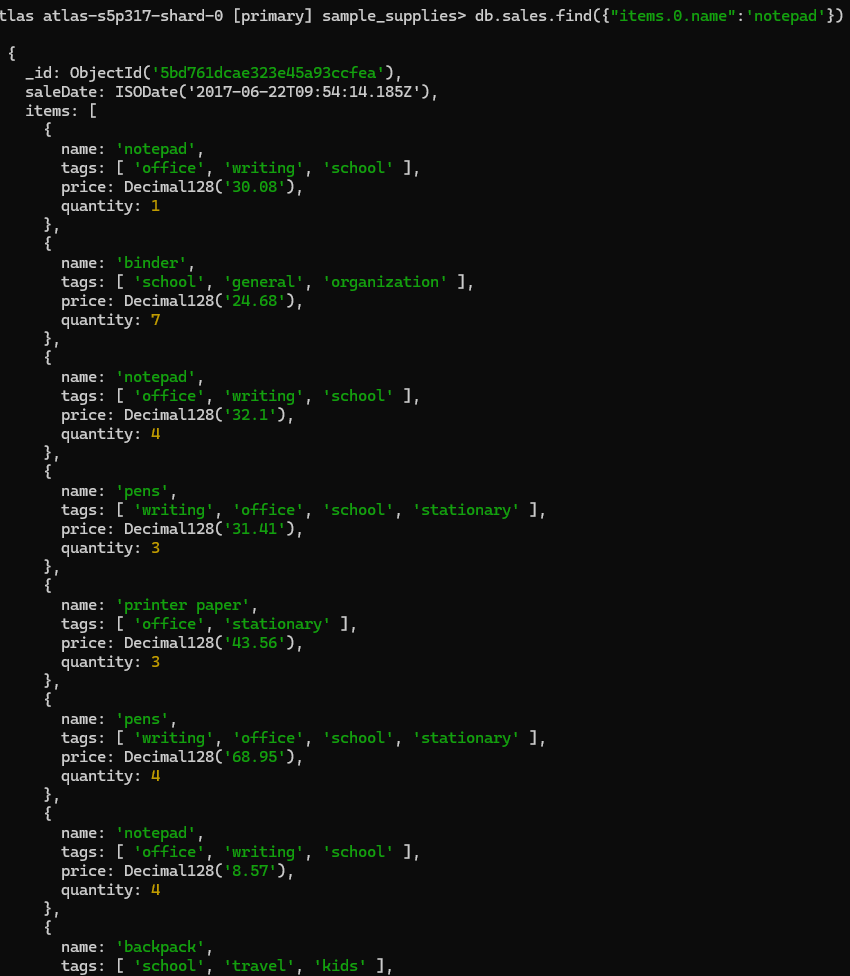 tlas atlas-s5p317-shard-0 [primary] sample_supplies> db.sales.find({"items.0.name":'notepad'})
{
_id: ObjectId('5bd761dcae323e45a93ccfea'),
saleDate: ISODate('2017-06-22T09:54:14.185Z'),
items: [
{
name: 'notepad',
tags: [ 'office', 'writing', 'school' ],
price: Decimal128('30.08'),
quantity: 1
},
{
name: 'binder',
tags: [ 'school', 'general', 'organization' ],
price: Decimal128('24.68'),
quantity: 7
},
{
name: 'notepad',
tags: [ 'office', 'writing', 'school' ],
price: Decimal128('32.1'),
quantity: 4
},
{
name: 'pens',
tags: [ 'writing', 'office', 'school', 'stationary' ],
price: Decimal128('31.41'),
quantity: 3
},
{
name: 'printer paper',
tags: [ 'office', 'stationary' ],
price: Decimal128('43.56'),
quantity: 3
},
{
name: 'pens',
tags: [ 'writing', 'office', 'school', 'stationary' ],
price: Decimal128('68.95'),
quantity: 4
},
{
name: 'notepad',
tags: [ 'office', 'writing', 'school' ],
price: Decimal128('8.57'),
quantity: 4
},
{
name: 'backpack',
tags: [ 'school', 'travel', 'kids' ],